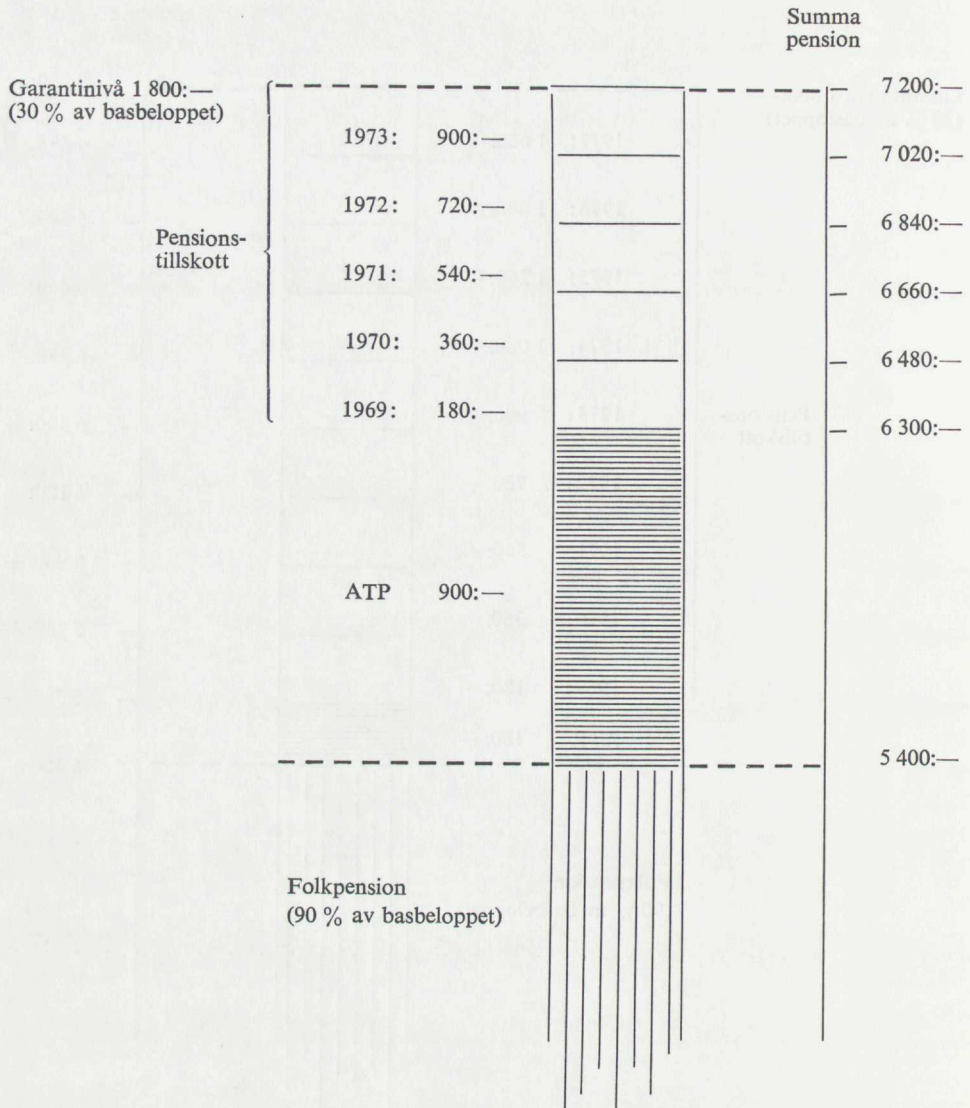 Summa
pension
Garantinivå 1 800:—
(30 % av basbeloppet)
7 200:—
1973: 900:—
7 020:—
1972: 720:—
6 840:—
Pensions-
tillskott
1971: 540:—
6 660:—
1970: 360:—
6 480:—
1969: 180:—
6 300:—
ATP 900:—
5 400:—
Folkpension
(90 % av basbeloppet)